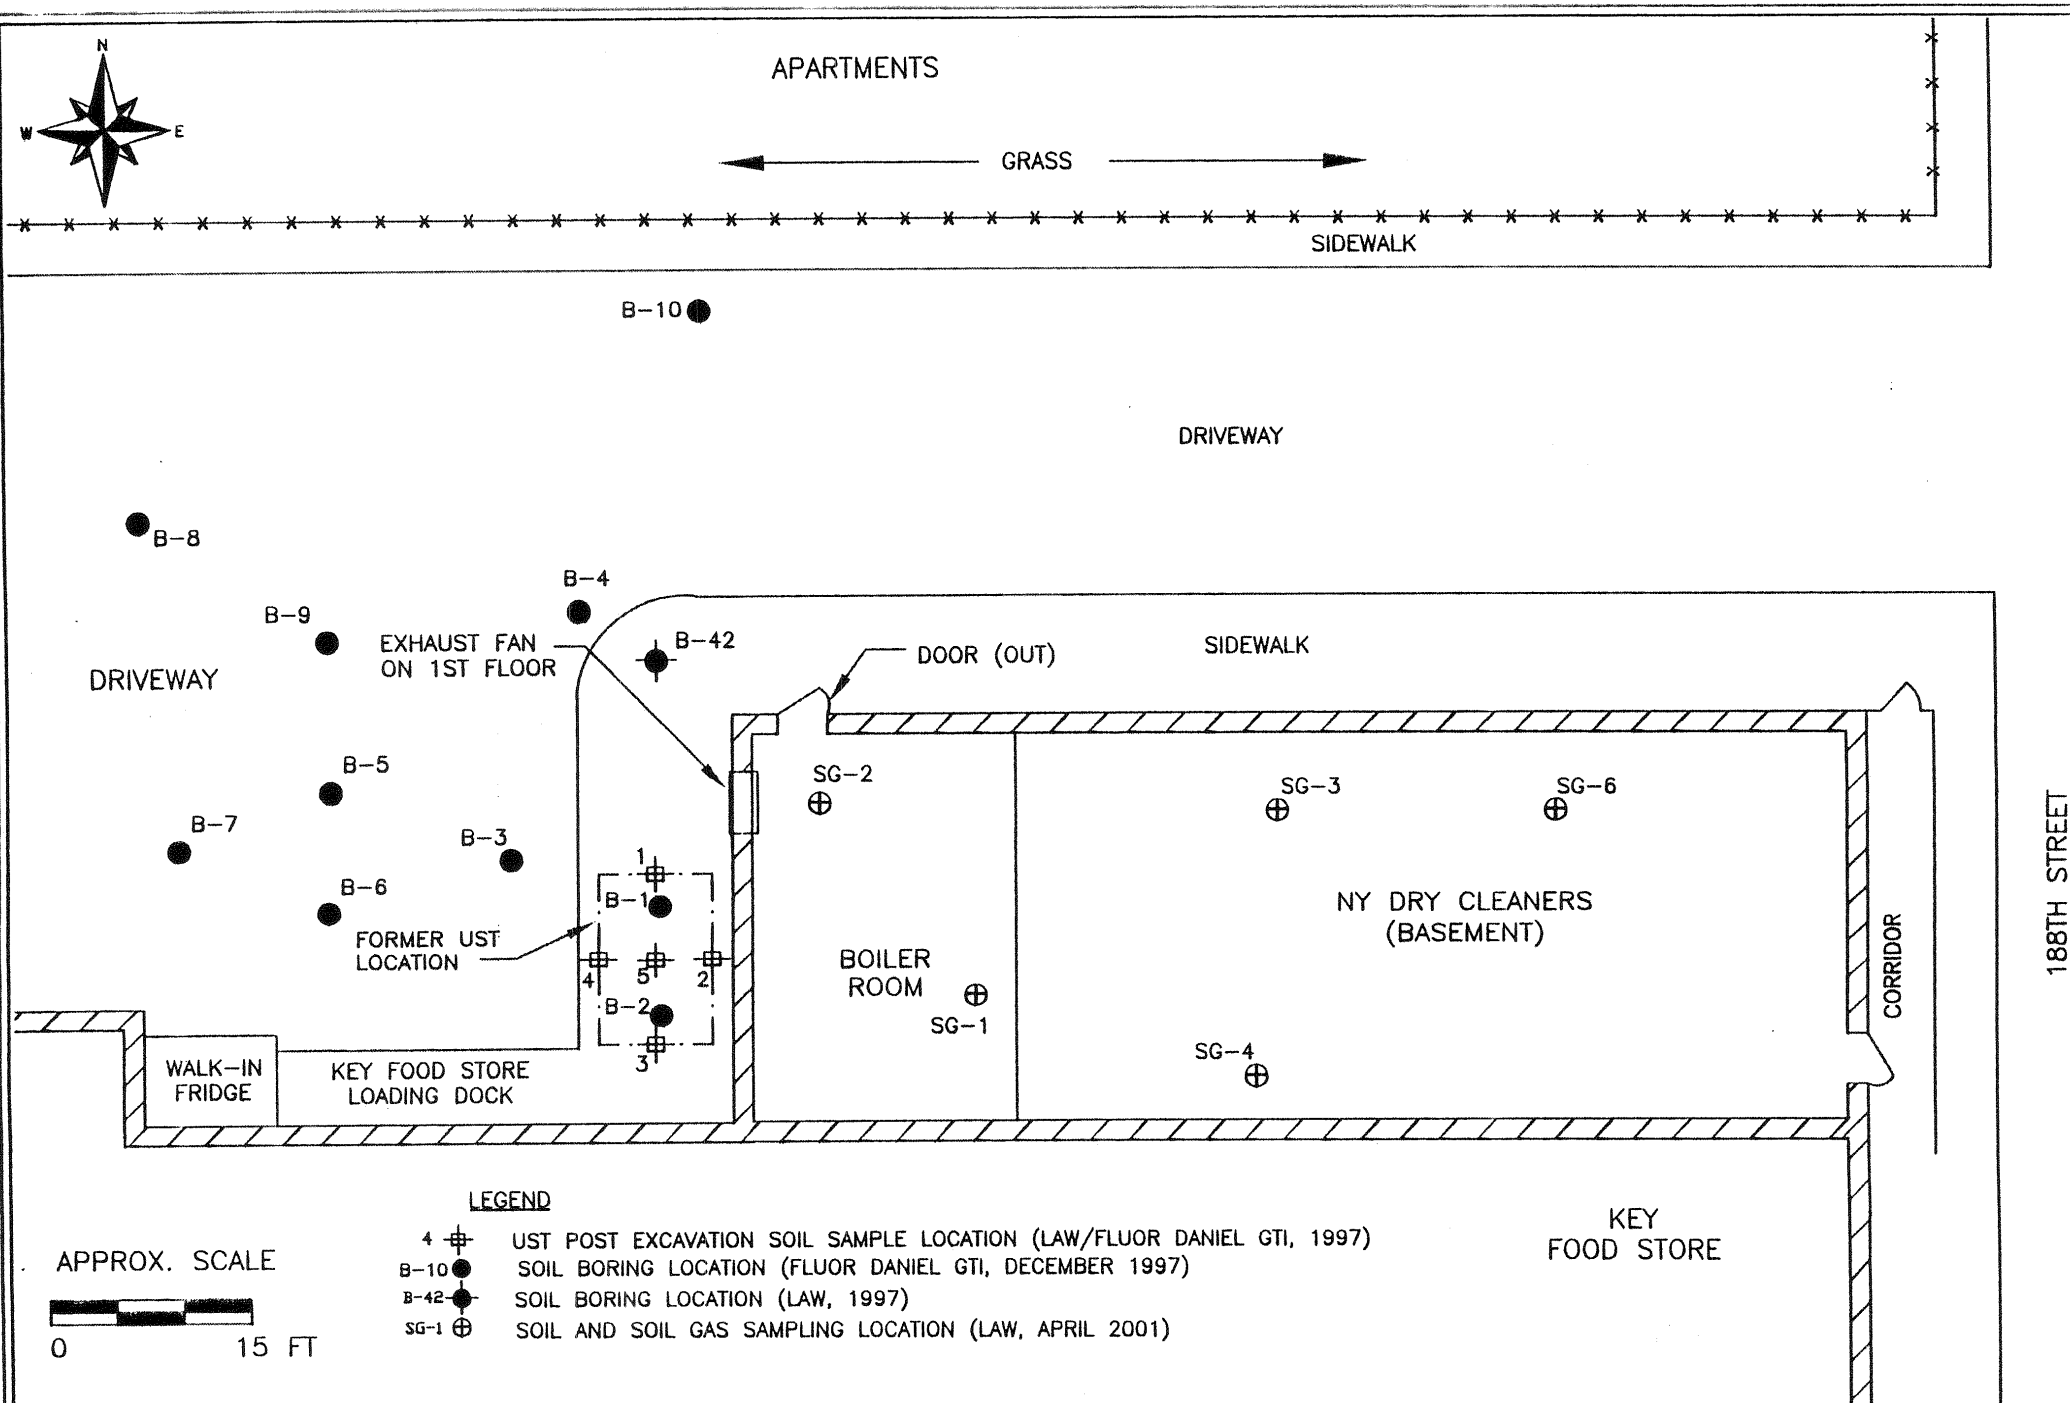 N
W
E
APARTMENTS
GRASS
SIDEWALK
B-10
DRIVEWAY
B-8
B-4
B-9
EXHAUST FAN
ON 1ST FLOOR
B-42
DOOR (OUT)
SIDEWALK
DRIVEWAY
B-5
SG-2
SG-3
SG-6
B-7
B-3
188TH STREET
1
B-6
B-1
NY DRY CLEANERS
(BASEMENT)
FORMER UST
LOCATION
CORRIDOR
BOILER
ROOM
4
5
2
B-2
SG-1
3
SG-4
WALK-IN
FRIDGE
KEY FOOD STORE
LOADING DOCK
LEGEND
4 UST POST EXCAVATION SOIL SAMPLE LOCATION (LAW/FLUOR DANIEL GTI, 1997)
B-10 SOIL BORING LOCATION (FLUOR DANIEL GTI, DECEMBER 1997)
B-42 SOIL BORING LOCATION (LAW, 1997)
SG-1 SOIL AND SOIL GAS SAMPLING LOCATION (LAW, APRIL 2001)
KEY
FOOD STORE
APPROX. SCALE
0 15 FT